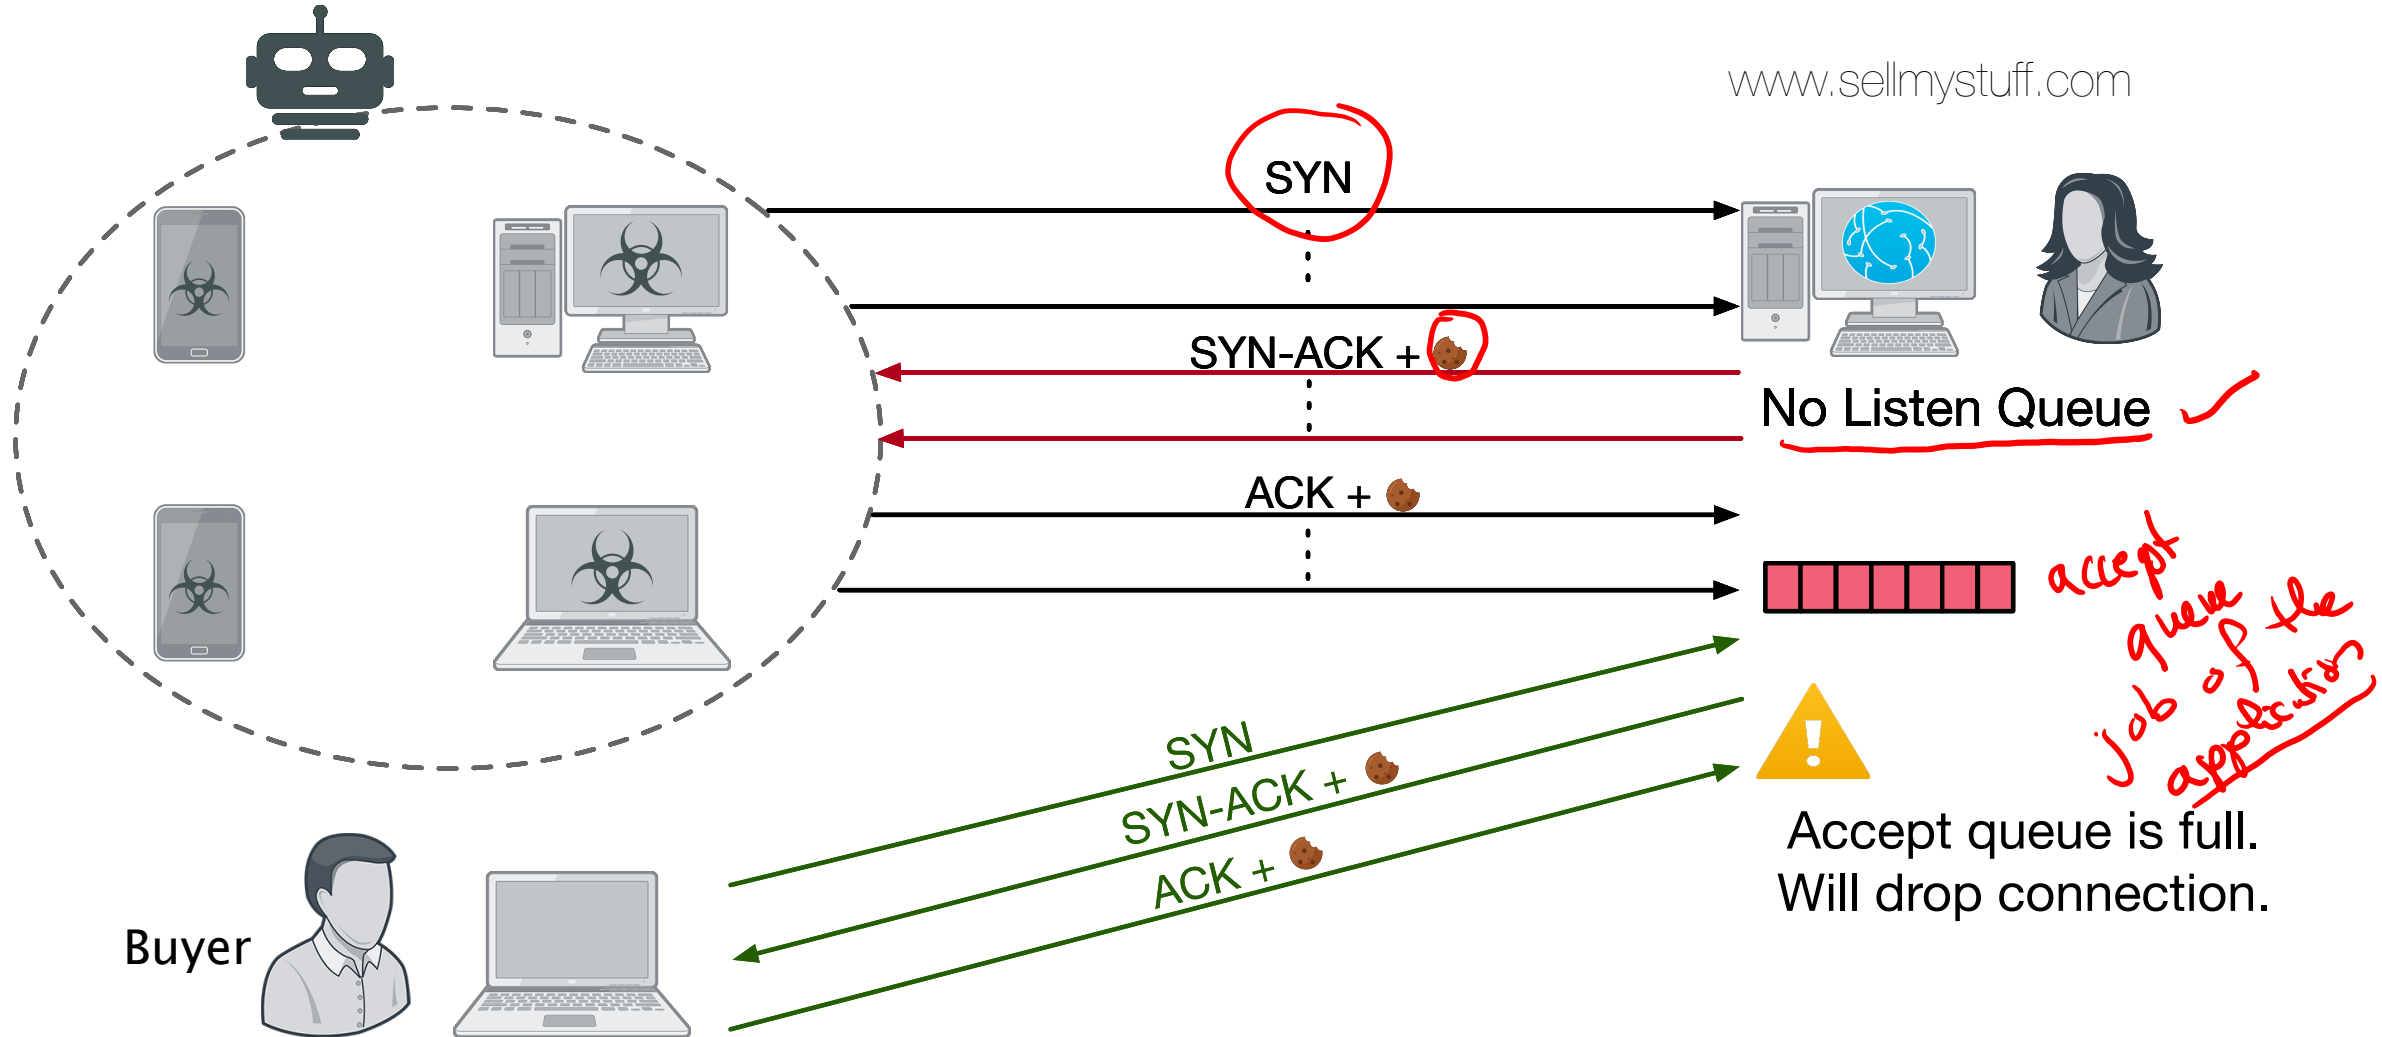 www.sellmystuff.com
SYN
SYN-ACK +
No Listen Queue
ACK +
accept
queue
job of the
application
SYN
SYN-ACK +
ACK +
Accept queue is full.
Will drop connection.
Buyer